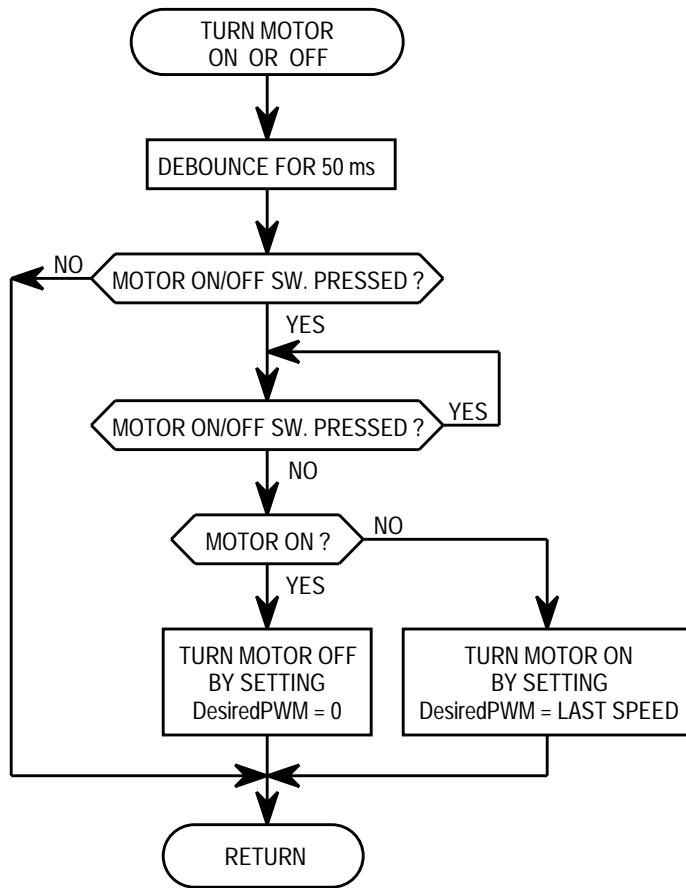 TURN MOTOR
ON OR OFF
DEBOUNCE FOR 50 ms
NO
MOTOR ON/OFF SW. PRESSED ?
YES
MOTOR ON/OFF SW. PRESSED ?
YES
NO
MOTOR ON ?
NO
YES
TURN MOTOR OFF
BY SETTING
DesiredPWM = 0
TURN MOTOR ON
BY SETTING
DesiredPWM = LAST SPEED
RETURN